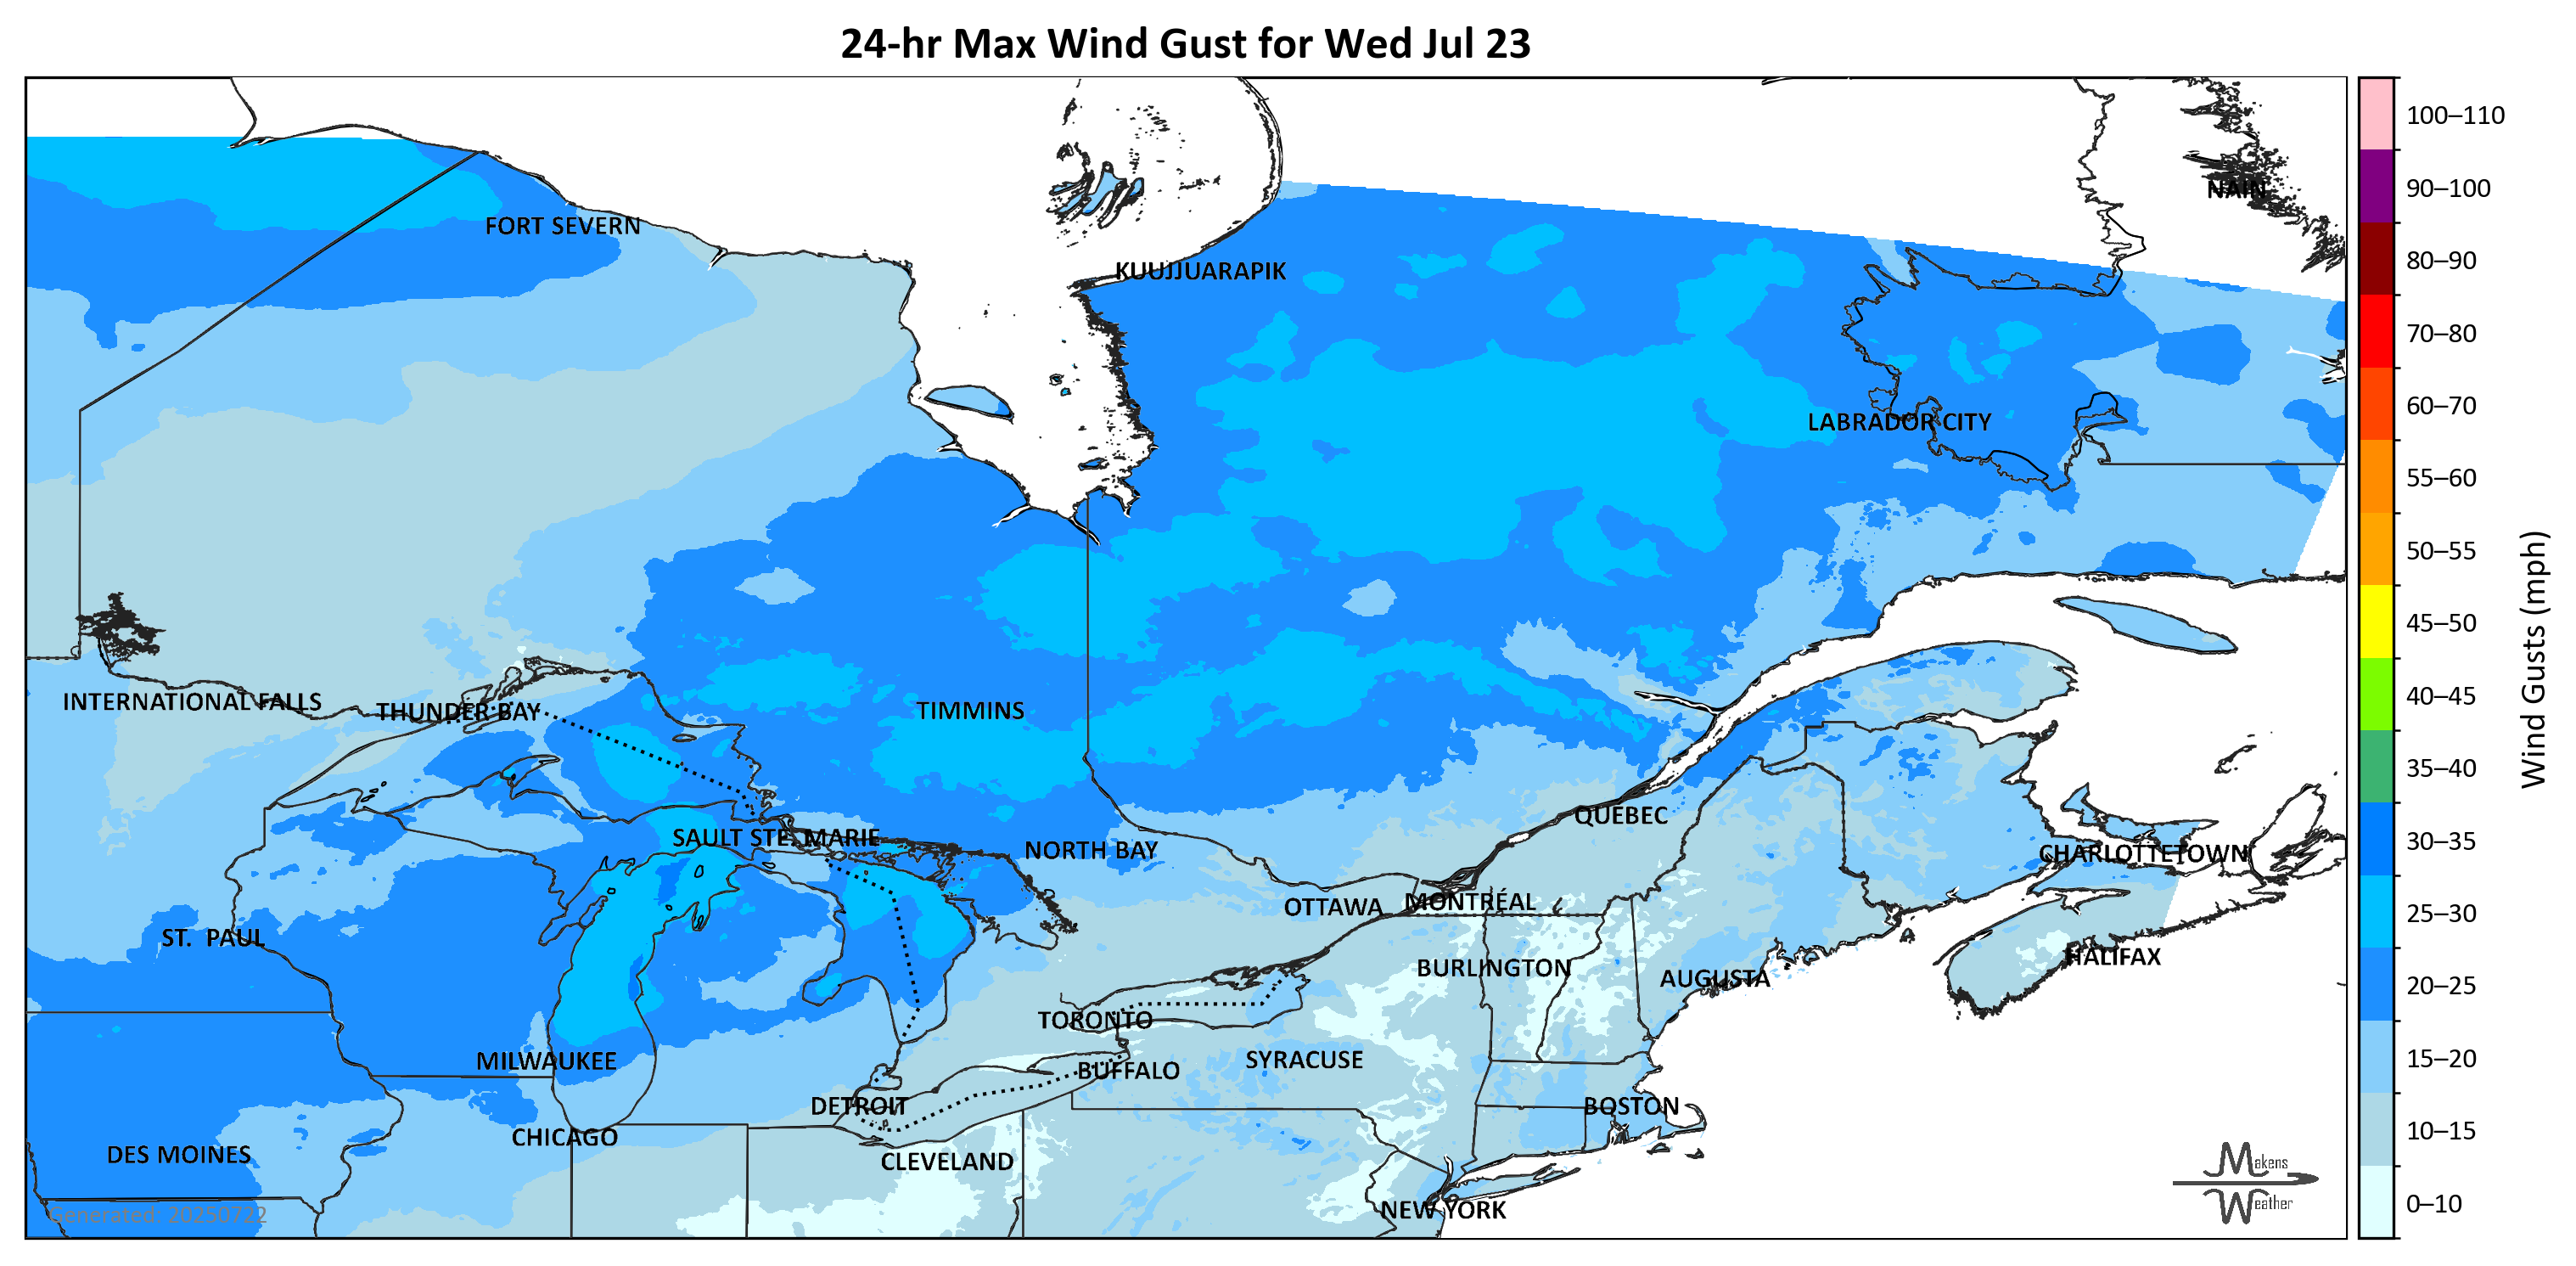 24-hr Max Wind Gust for Wed Jul 23
100–110
90–100
NAIN
FORT SEVERN
80–90
KUUJJUARAPIK
70–80
60–70
LABRADOR CITY
55–60
50–55
45–50
Wind Gusts (mph)
INTERNATIONAL FALLS
THUNDER BAY
TIMMINS
40–45
35–40
QUEBEC
SAULT STE. MARIE
NORTH BAY
CHARLOTTETOWN
30–35
OTTAWA
MONTRÉAL
25–30
ST. PAUL
BURLINGTON
HALIFAX
AUGUSTA
20–25
TORONTO
MILWAUKEE
SYRACUSE
15–20
BUFFALO
DETROIT
BOSTON
CHICAGO
10–15
DES MOINES
CLEVELAND
Makens
Weather
0–10
NEW YORK
Generated: 20250722